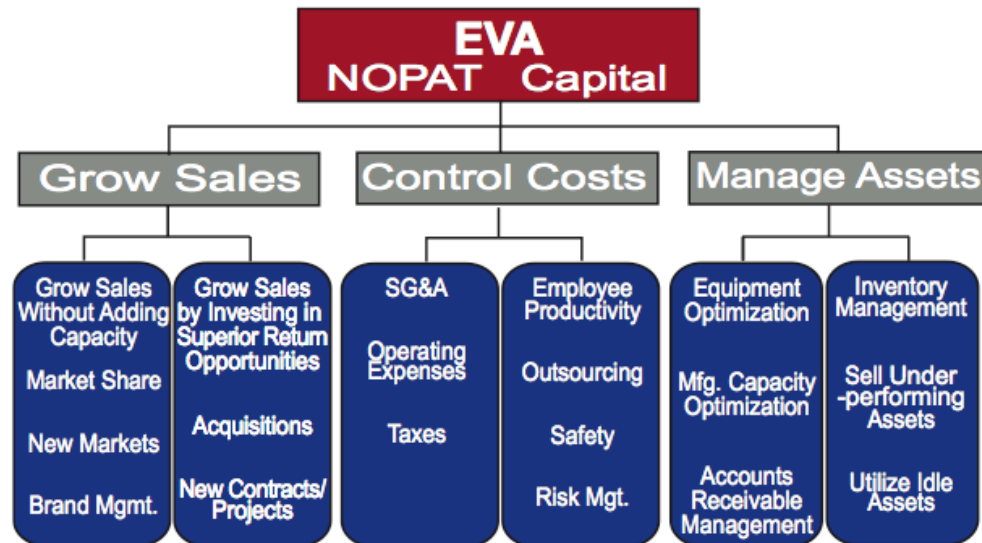 EVA
NOPAT Capital
Grow Sales
Control Costs
Manage Assets
Grow Sales
Without Adding
Capacity
Market Share
New Markets
Brand Mgmt.
Grow Sales
by Investing in
Superior Return
Opportunities
Acquisitions
New Contracts/
Projects
SG&A
Operating
Expenses
Taxes
Employee
Productivity
Outsourcing
Safety
Risk Mgt.
Equipment
Optimization
Mfg. Capacity
Optimization
Accounts
Receivable
Management
Inventory
Management
Sell Under
-performing
Assets
Utilize Idle
Assets